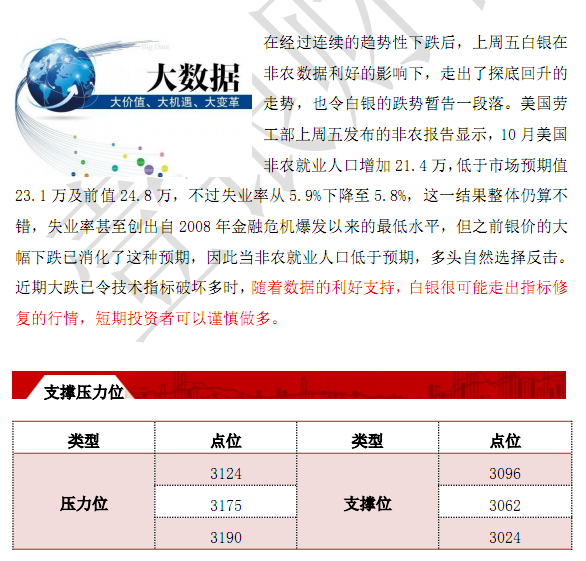 大数据
大价值、大机遇、大变革
在经过连续的趋势性下跌后，上周五白银在
非农数据利好的影响下，走出了探底回升的
走势，也令白银的跌势暂告一段落。美国劳
工部上周五发布的非农报告显示，10 月美国
非农就业人口增加 21.4 万，低于市场预期值
23.1 万及前值 24.8 万，不过失业率从 5.9%下降至 5.8%，这一结果整体仍算不
错，失业率甚至创出自 2008 年金融危机爆发以来的最低水平，但之前银价的大
幅下跌已消化了这种预期，因此当非农就业人口低于预期，多头自然选择反击。
近期大跌已令技术指标破坏多时，随着数据的利好支持，白银很可能走出指标修
复的行情，短期投资者可以谨慎做多。
支撑压力位
类型 点位 类型 点位
压力位 3124 支撑位 3096
3175 3062
3190 3024